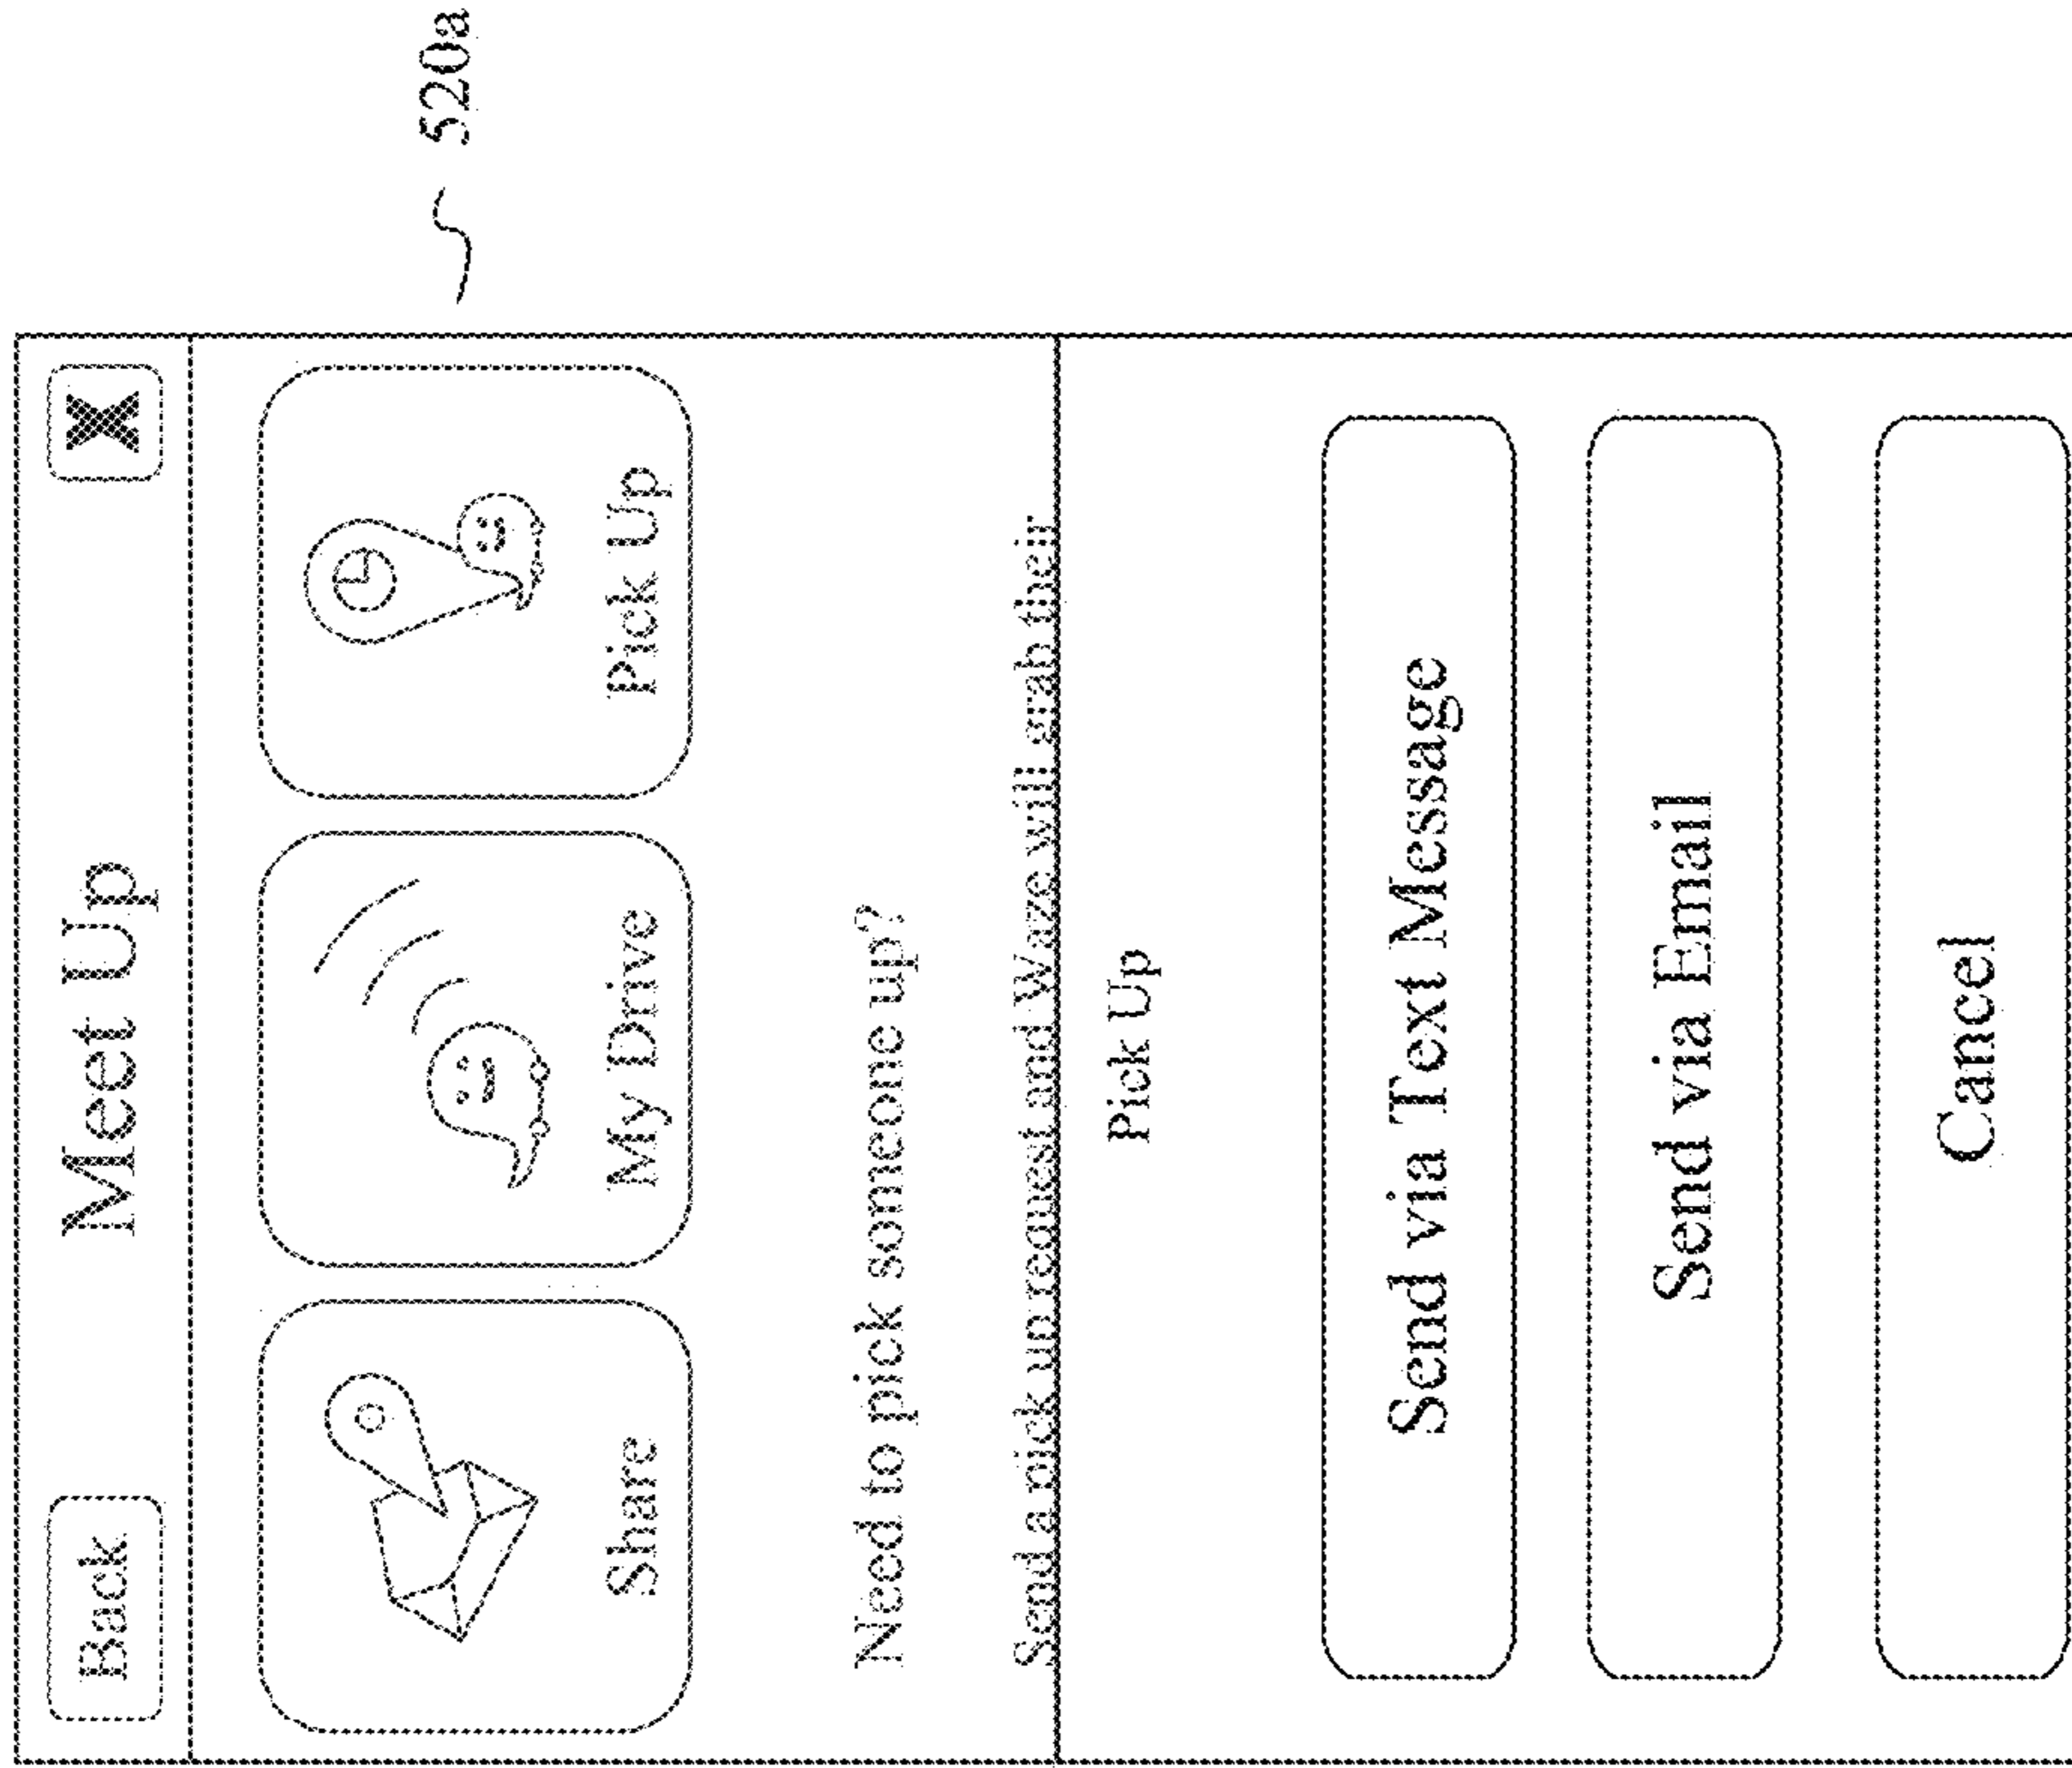 Back Meet Up X
Share My Drive Pick Up
520a
Need to pick someone up?
Send a pick up request and Waze will grab their
Pick Up
Send via Text Message
Send via Email
Cancel